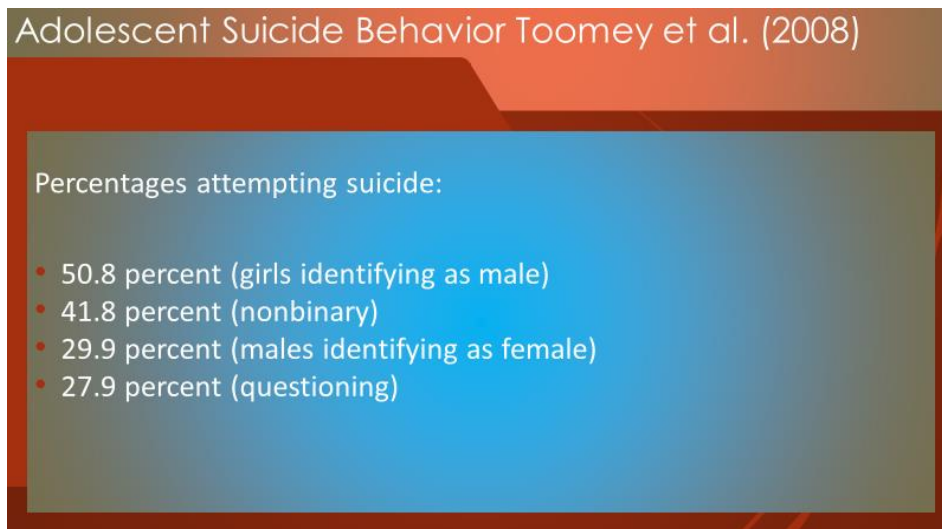 Adolescent Suicide Behavior Toomey et al. (2008)
Percentages attempting suicide:
• 50.8 percent (girls identifying as male)
• 41.8 percent (nonbinary)
• 29.9 percent (males identifying as female)
• 27.9 percent (questioning)